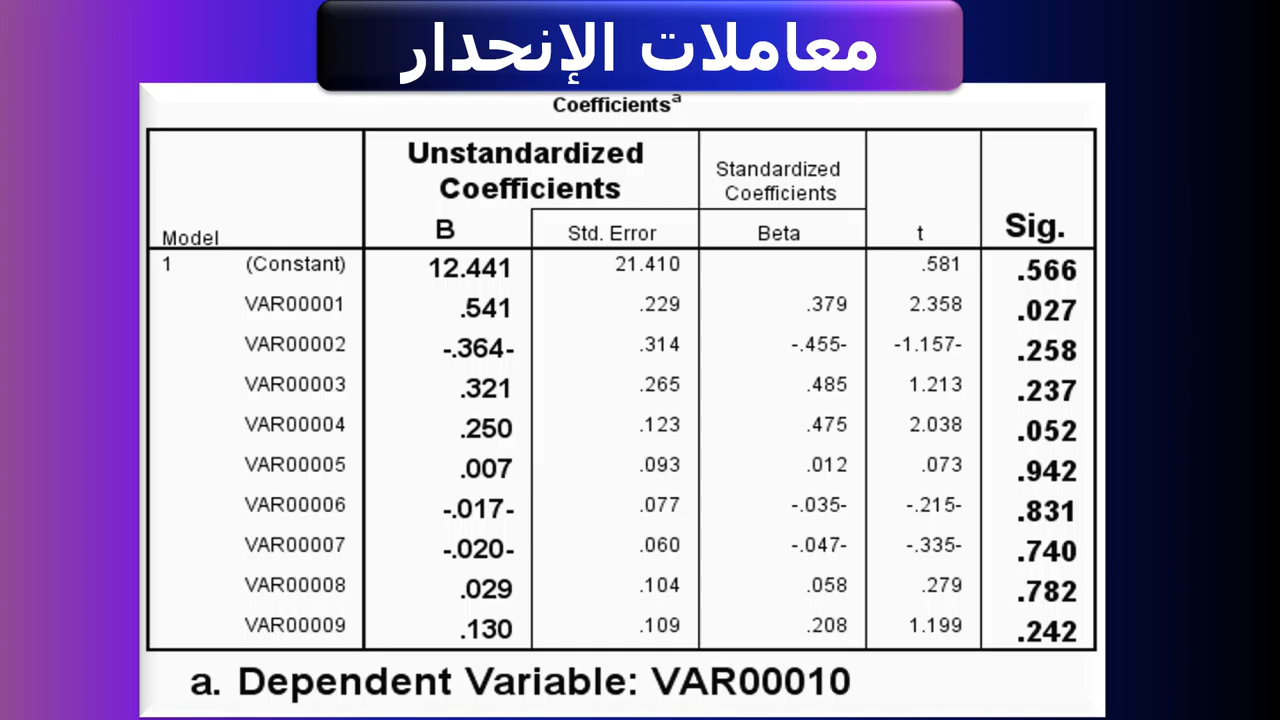 معاملات الإنحدار
Coefficientsa
Unstandardized Coefficients
Standardized Coefficients
Model B Std. Error Beta t Sig.
1 (Constant) 12.441 21.410 .581 .566
VAR00001 .541 .229 .379 2.358 .027
VAR00002 -.364- .314 -.455- -1.157- .258
VAR00003 .321 .265 .485 1.213 .237
VAR00004 .250 .123 .475 2.038 .052
VAR00005 .007 .093 .012 .073 .942
VAR00006 -.017- .077 -.035- -.215- .831
VAR00007 -.020- .060 -.047- -.335- .740
VAR00008 .029 .104 .058 .279 .782
VAR00009 .130 .109 .208 1.199 .242
a. Dependent Variable: VAR00010